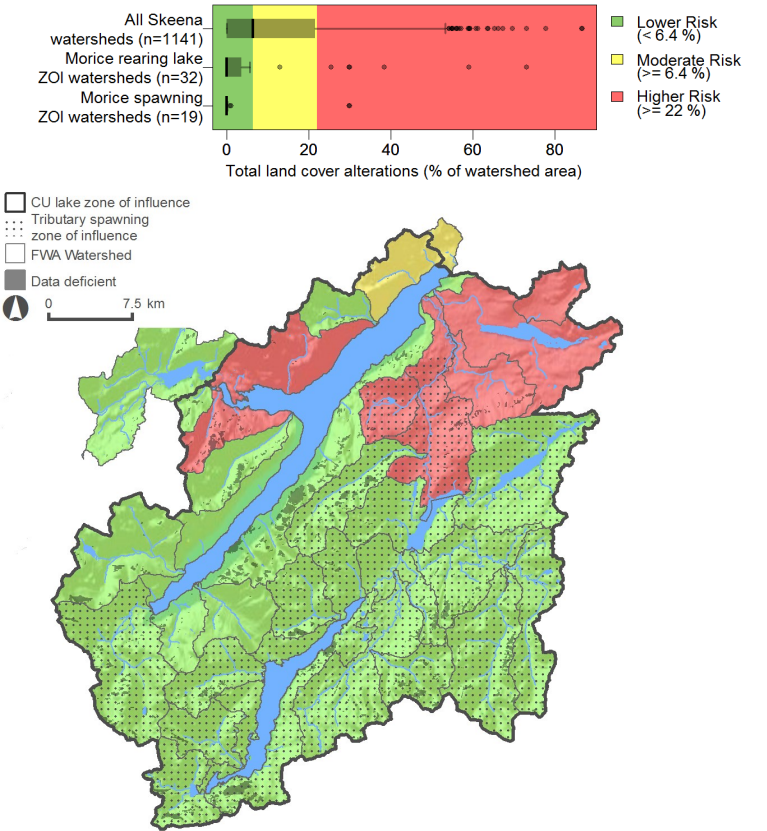 All Skeena
watersheds (n=1141)
Morice rearing lake
ZOI watersheds (n=32)
Morice spawning
ZOI watersheds (n=19)
Lower Risk
(< 6.4 %)
Moderate Risk
(>= 6.4 %)
Higher Risk
(>= 22 %)
0 20 40 60 80
Total land cover alterations (% of watershed area)
CU lake zone of influence
Tributary spawning
zone of influence
FWA Watershed
Data deficient
0 7.5 km